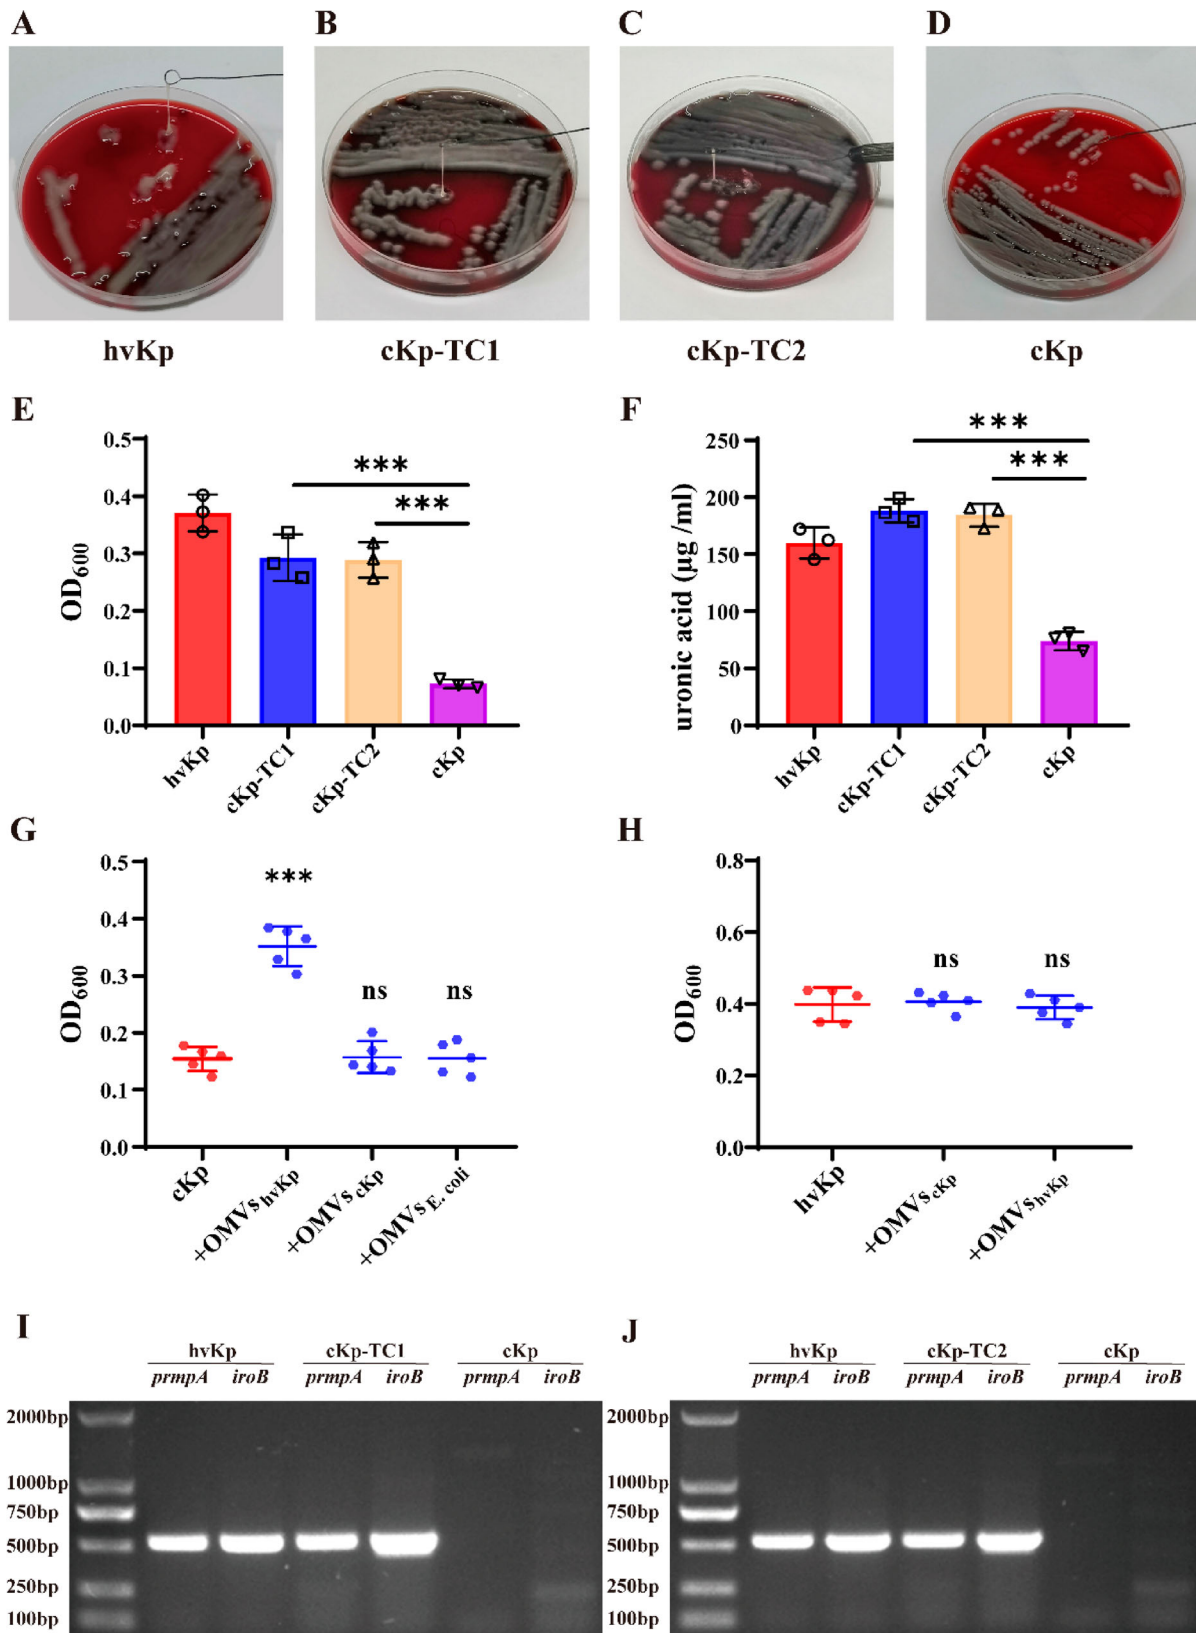 A B C D
hvKp cKp-TC1 cKp-TC2 cKp
E
OD600
0.5
0.4
0.3
0.2
0.1
0.0
***
***
hvKp cKp-TC1 cKp-TC2 cKp
F
uronic acid (µg /ml)
250
200
150
100
50
0
***
***
hvKp cKp-TC1 cKp-TC2 cKp
G
OD600
0.5
0.4
0.3
0.2
0.1
0.0
*** ns ns
cKp +OMVs hvKp +OMVs cKp +OMVs E. coli
H
OD600
0.8
0.6
0.4
0.2
0.0
ns ns
hvKp +OMVs cKp +OMVs hvKp
I
hvKp cKp-TC1 cKp
prmpA iroB prmpA iroB prmpA iroB
2000bp
1000bp
750bp
500bp
250bp
100bp
J
hvKp cKp-TC2 cKp
prmpA iroB prmpA iroB prmpA iroB
2000bp
1000bp
750bp
500bp
250bp
100bp